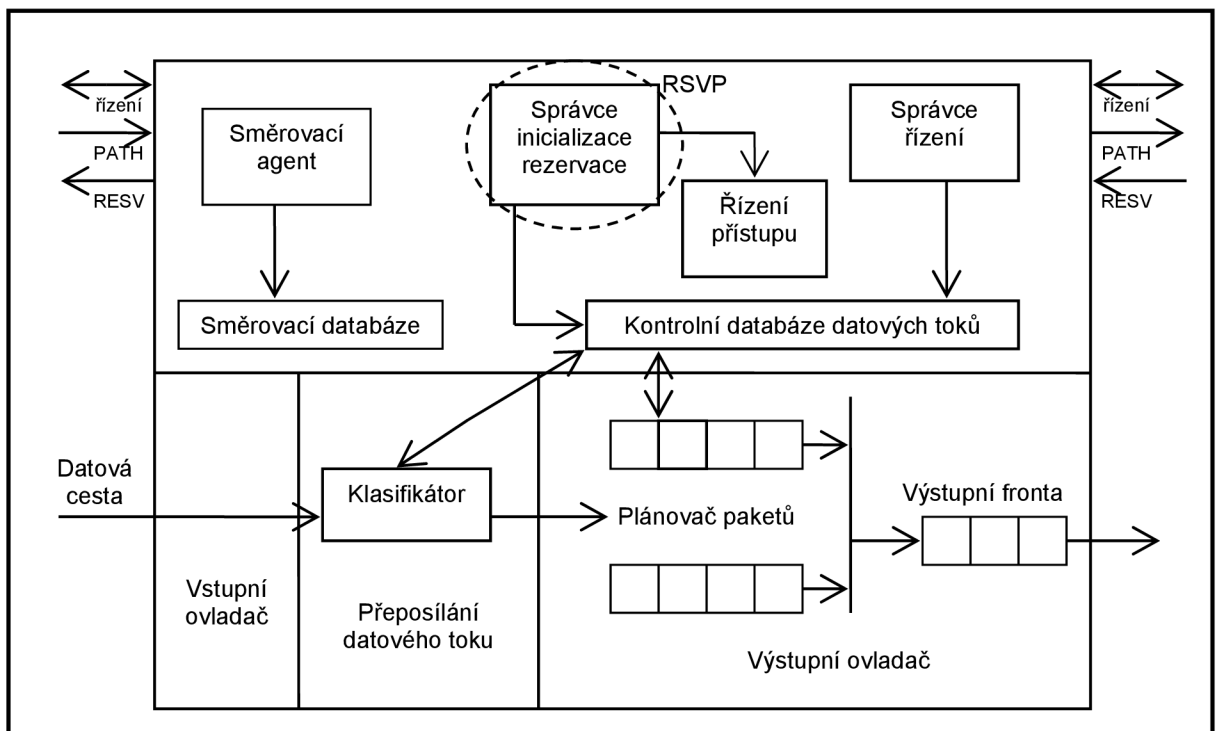 RSVP
řízení
PATH
RESV
Směrovací
agent
Správce
inicializace
rezervace
Správce
řízení
řízení
PATH
RESV
Řízení
přístupu
Směrovací databáze
Kontrolní databáze datových toků
Datová
cesta
Klasifikátor
Plánovač paketů
Výstupní fronta
Vstupní
ovladač
Přeposílání
datového toku
Výstupní ovladač